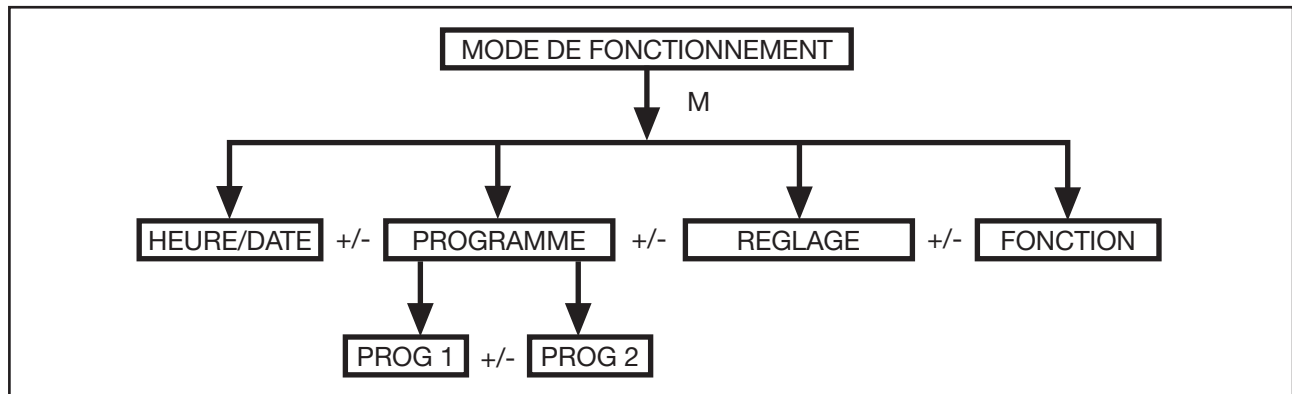 MODE DE FONCTIONNEMENT
M
HEURE/DATE +/- PROGRAMME +/- REGLAGE +/- FONCTION
PROG 1 +/- PROG 2